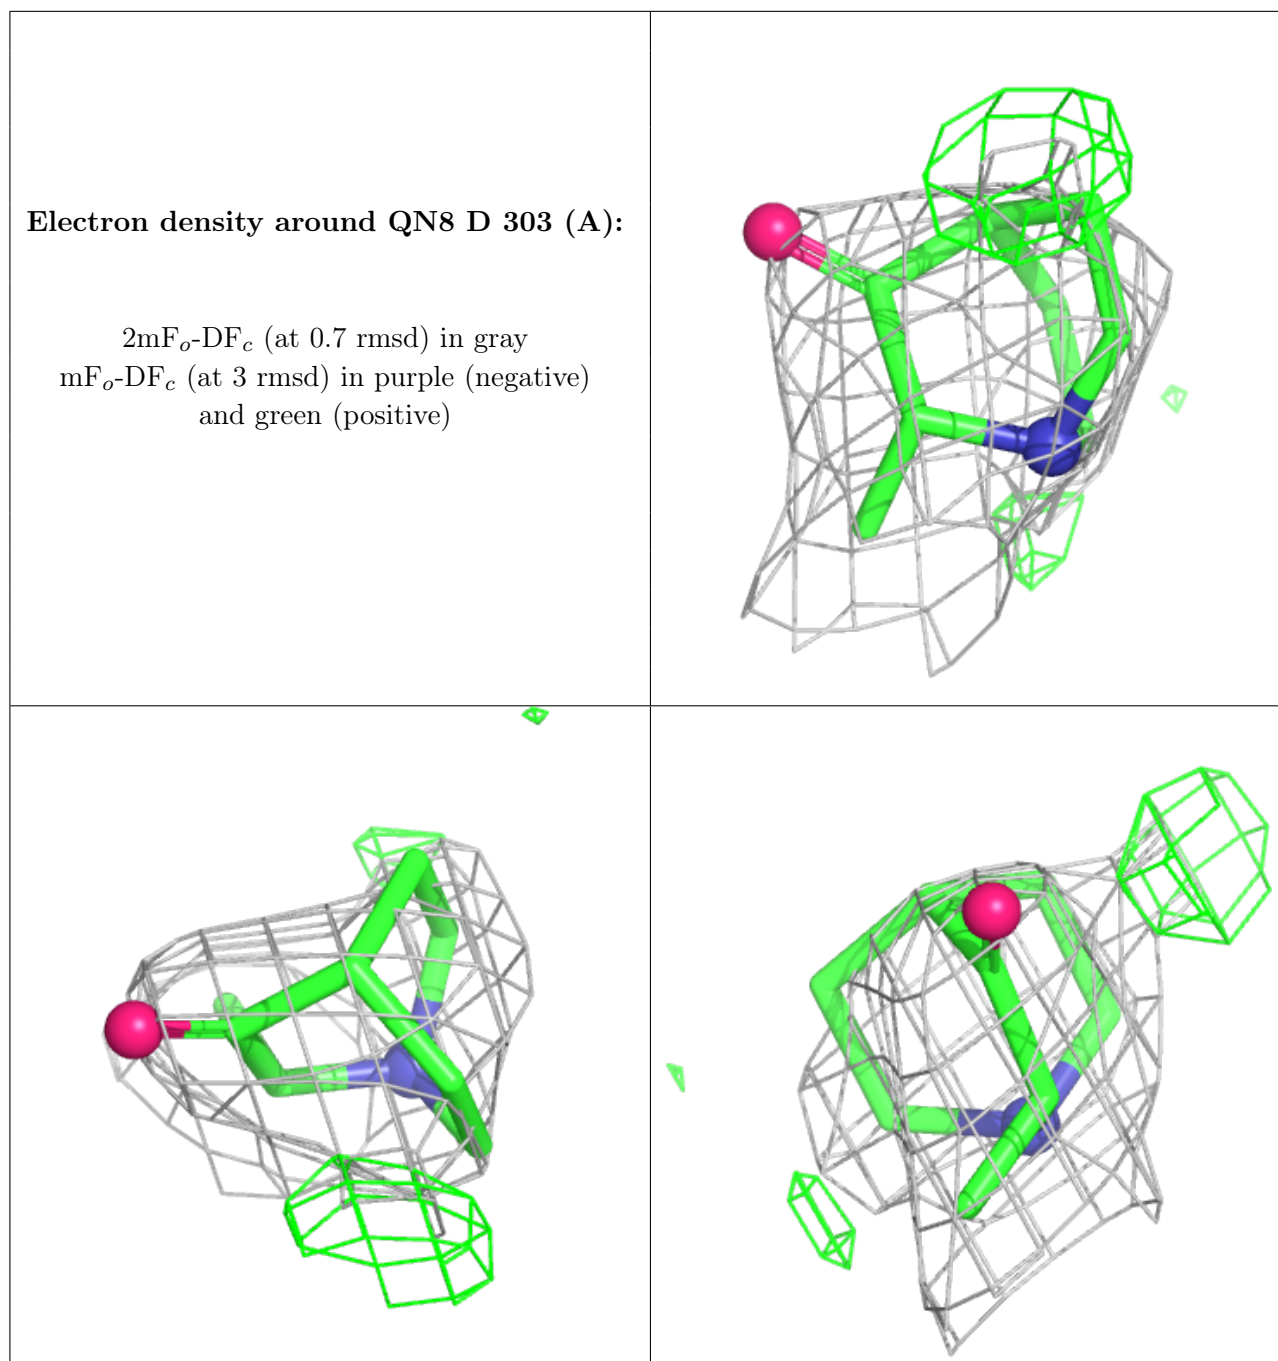 Electron density around QN8 D 303 (A):
2mFₒ-DF𝒸 (at 0.7 rmsd) in gray
mFₒ-DF𝒸 (at 3 rmsd) in purple (negative)
and green (positive)